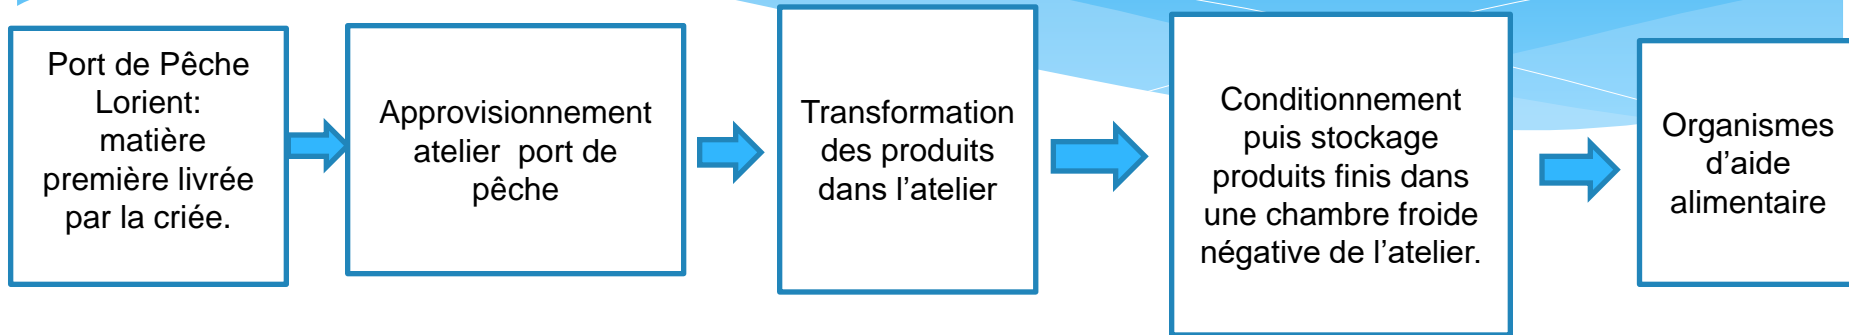 Port de Pêche
Lorient:
matière
première livrée
par la criée.
Approvisionnement
atelier port de
pêche
Transformation
des produits
dans l’atelier
Conditionnement
puis stockage
produits finis dans
une chambre froide
négative de l’atelier.
Organismes
d’aide
alimentaire